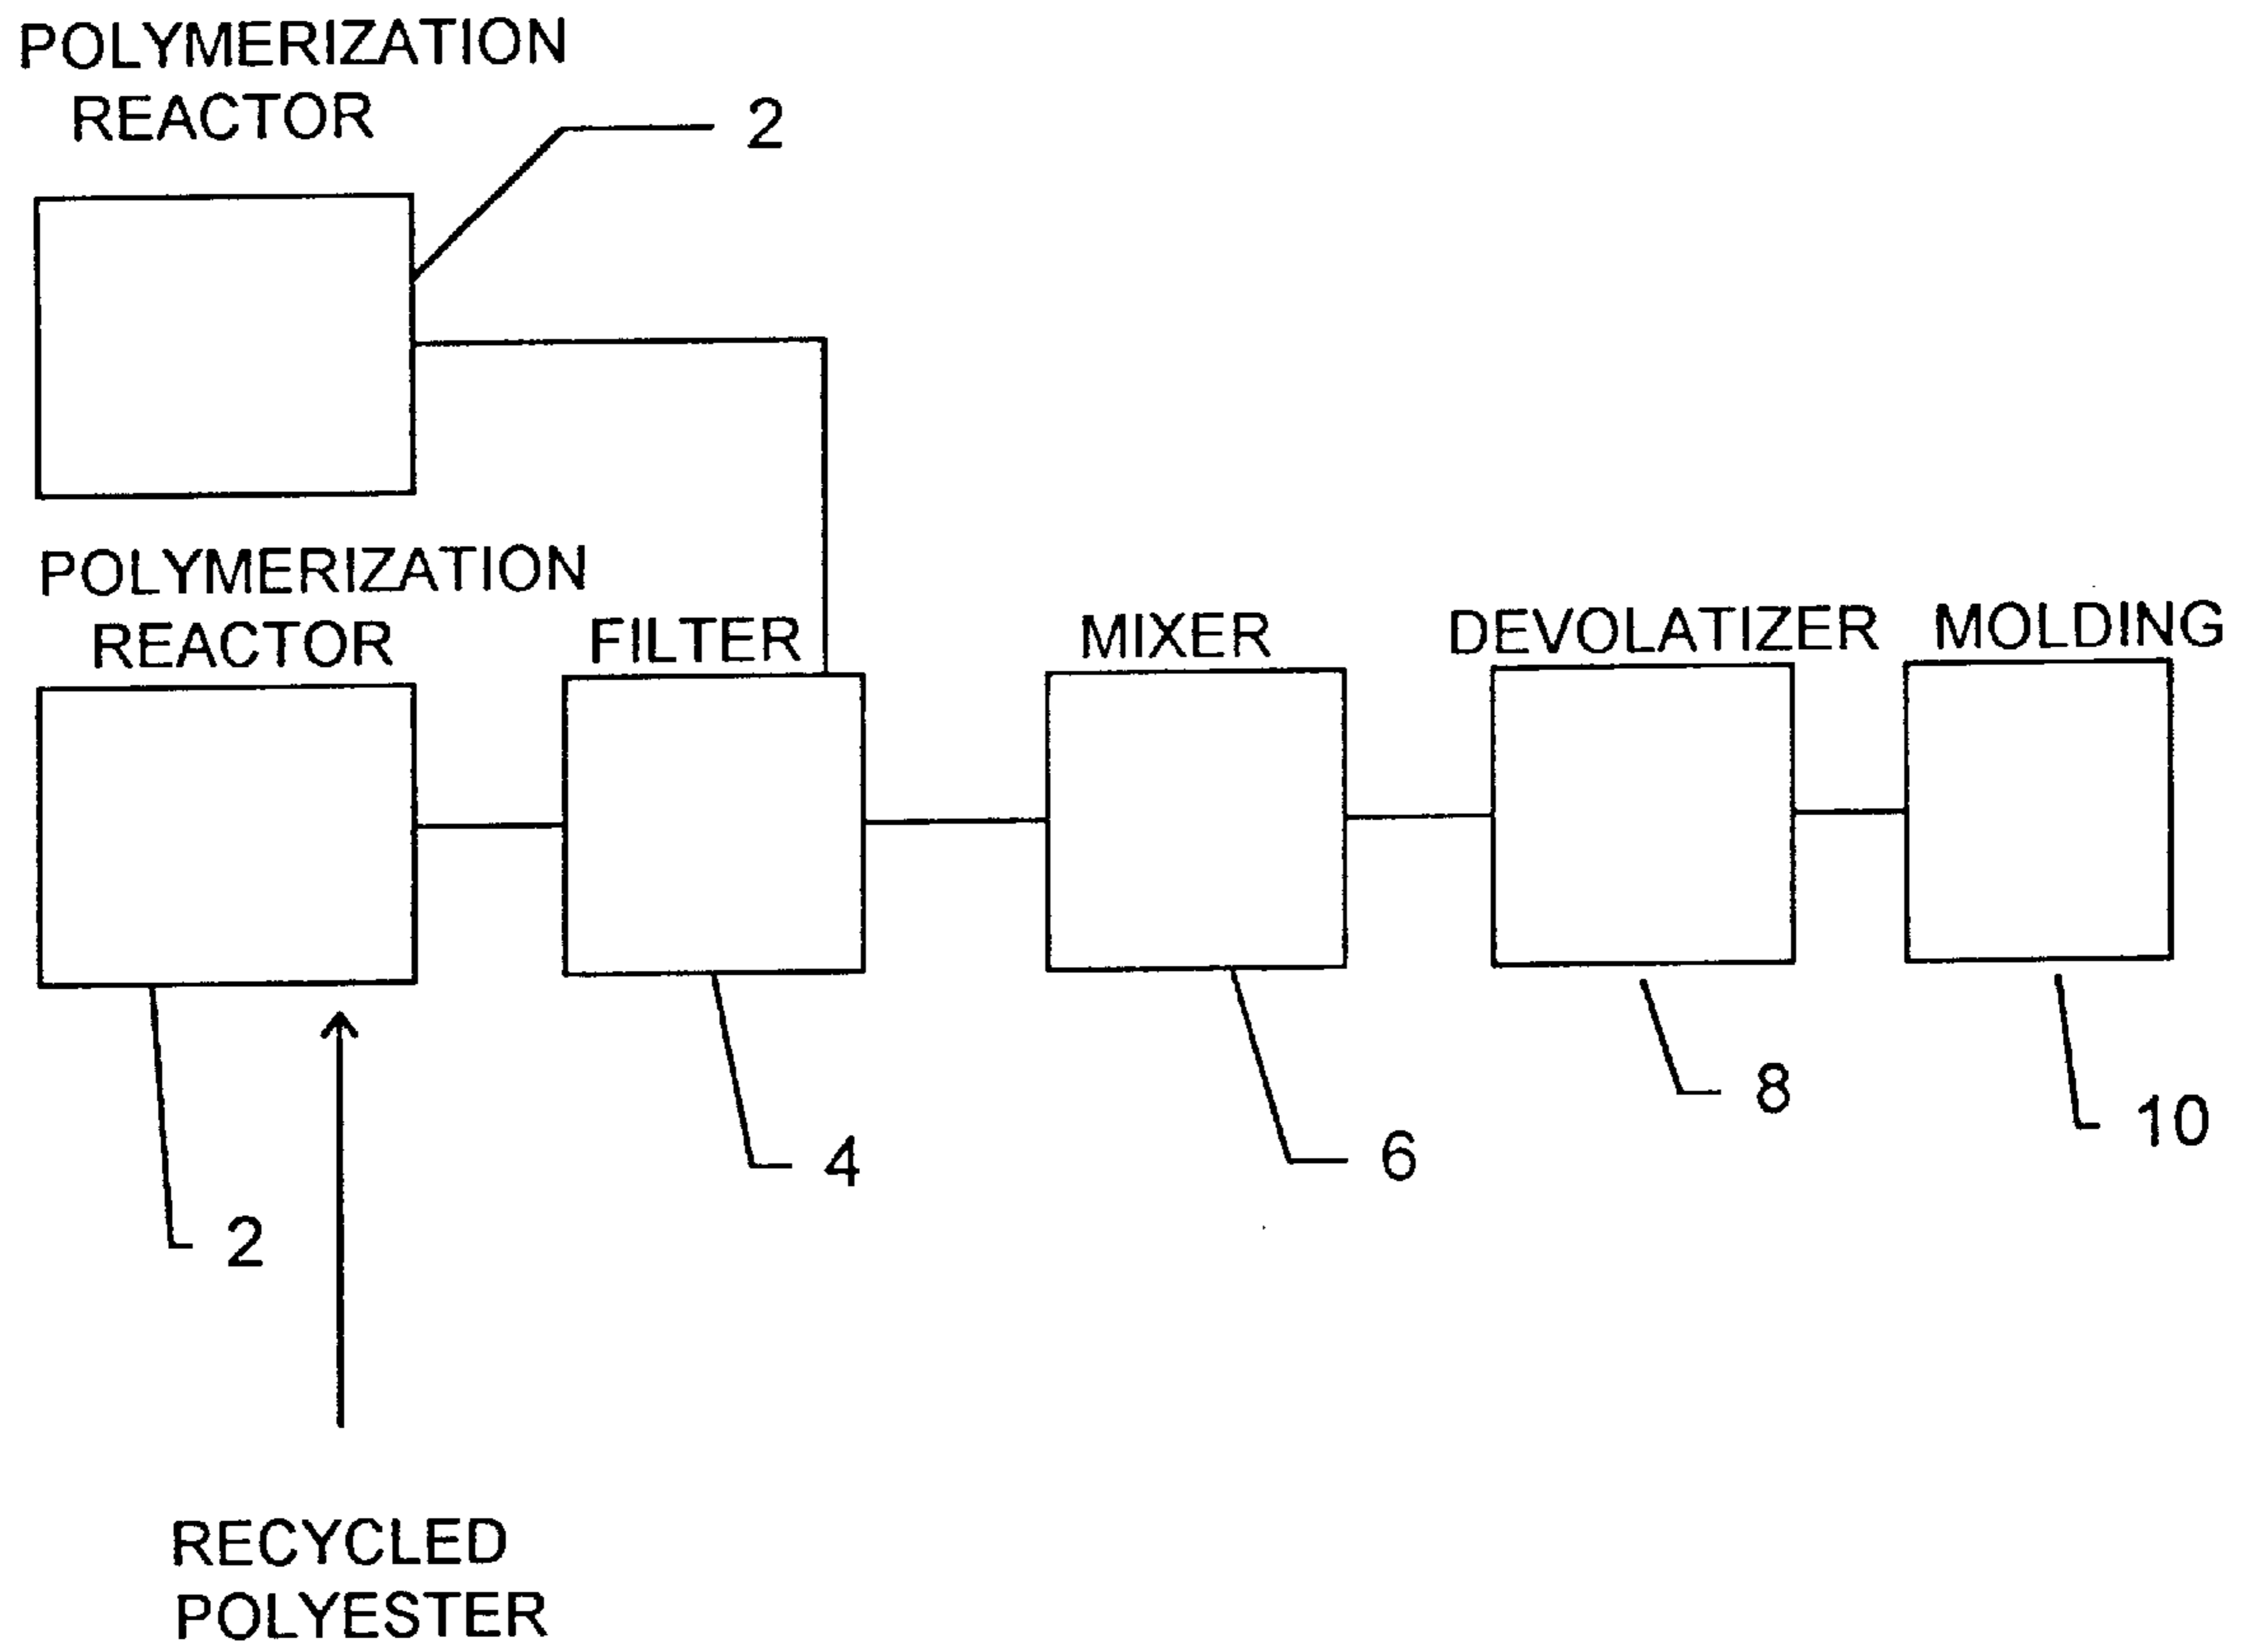 POLYMERIZATION
REACTOR
2
POLYMERIZATION
REACTOR
FILTER
MIXER
DEVOLATIZER
MOLDING
8
10
4
6
2
RECYCLED
POLYESTER